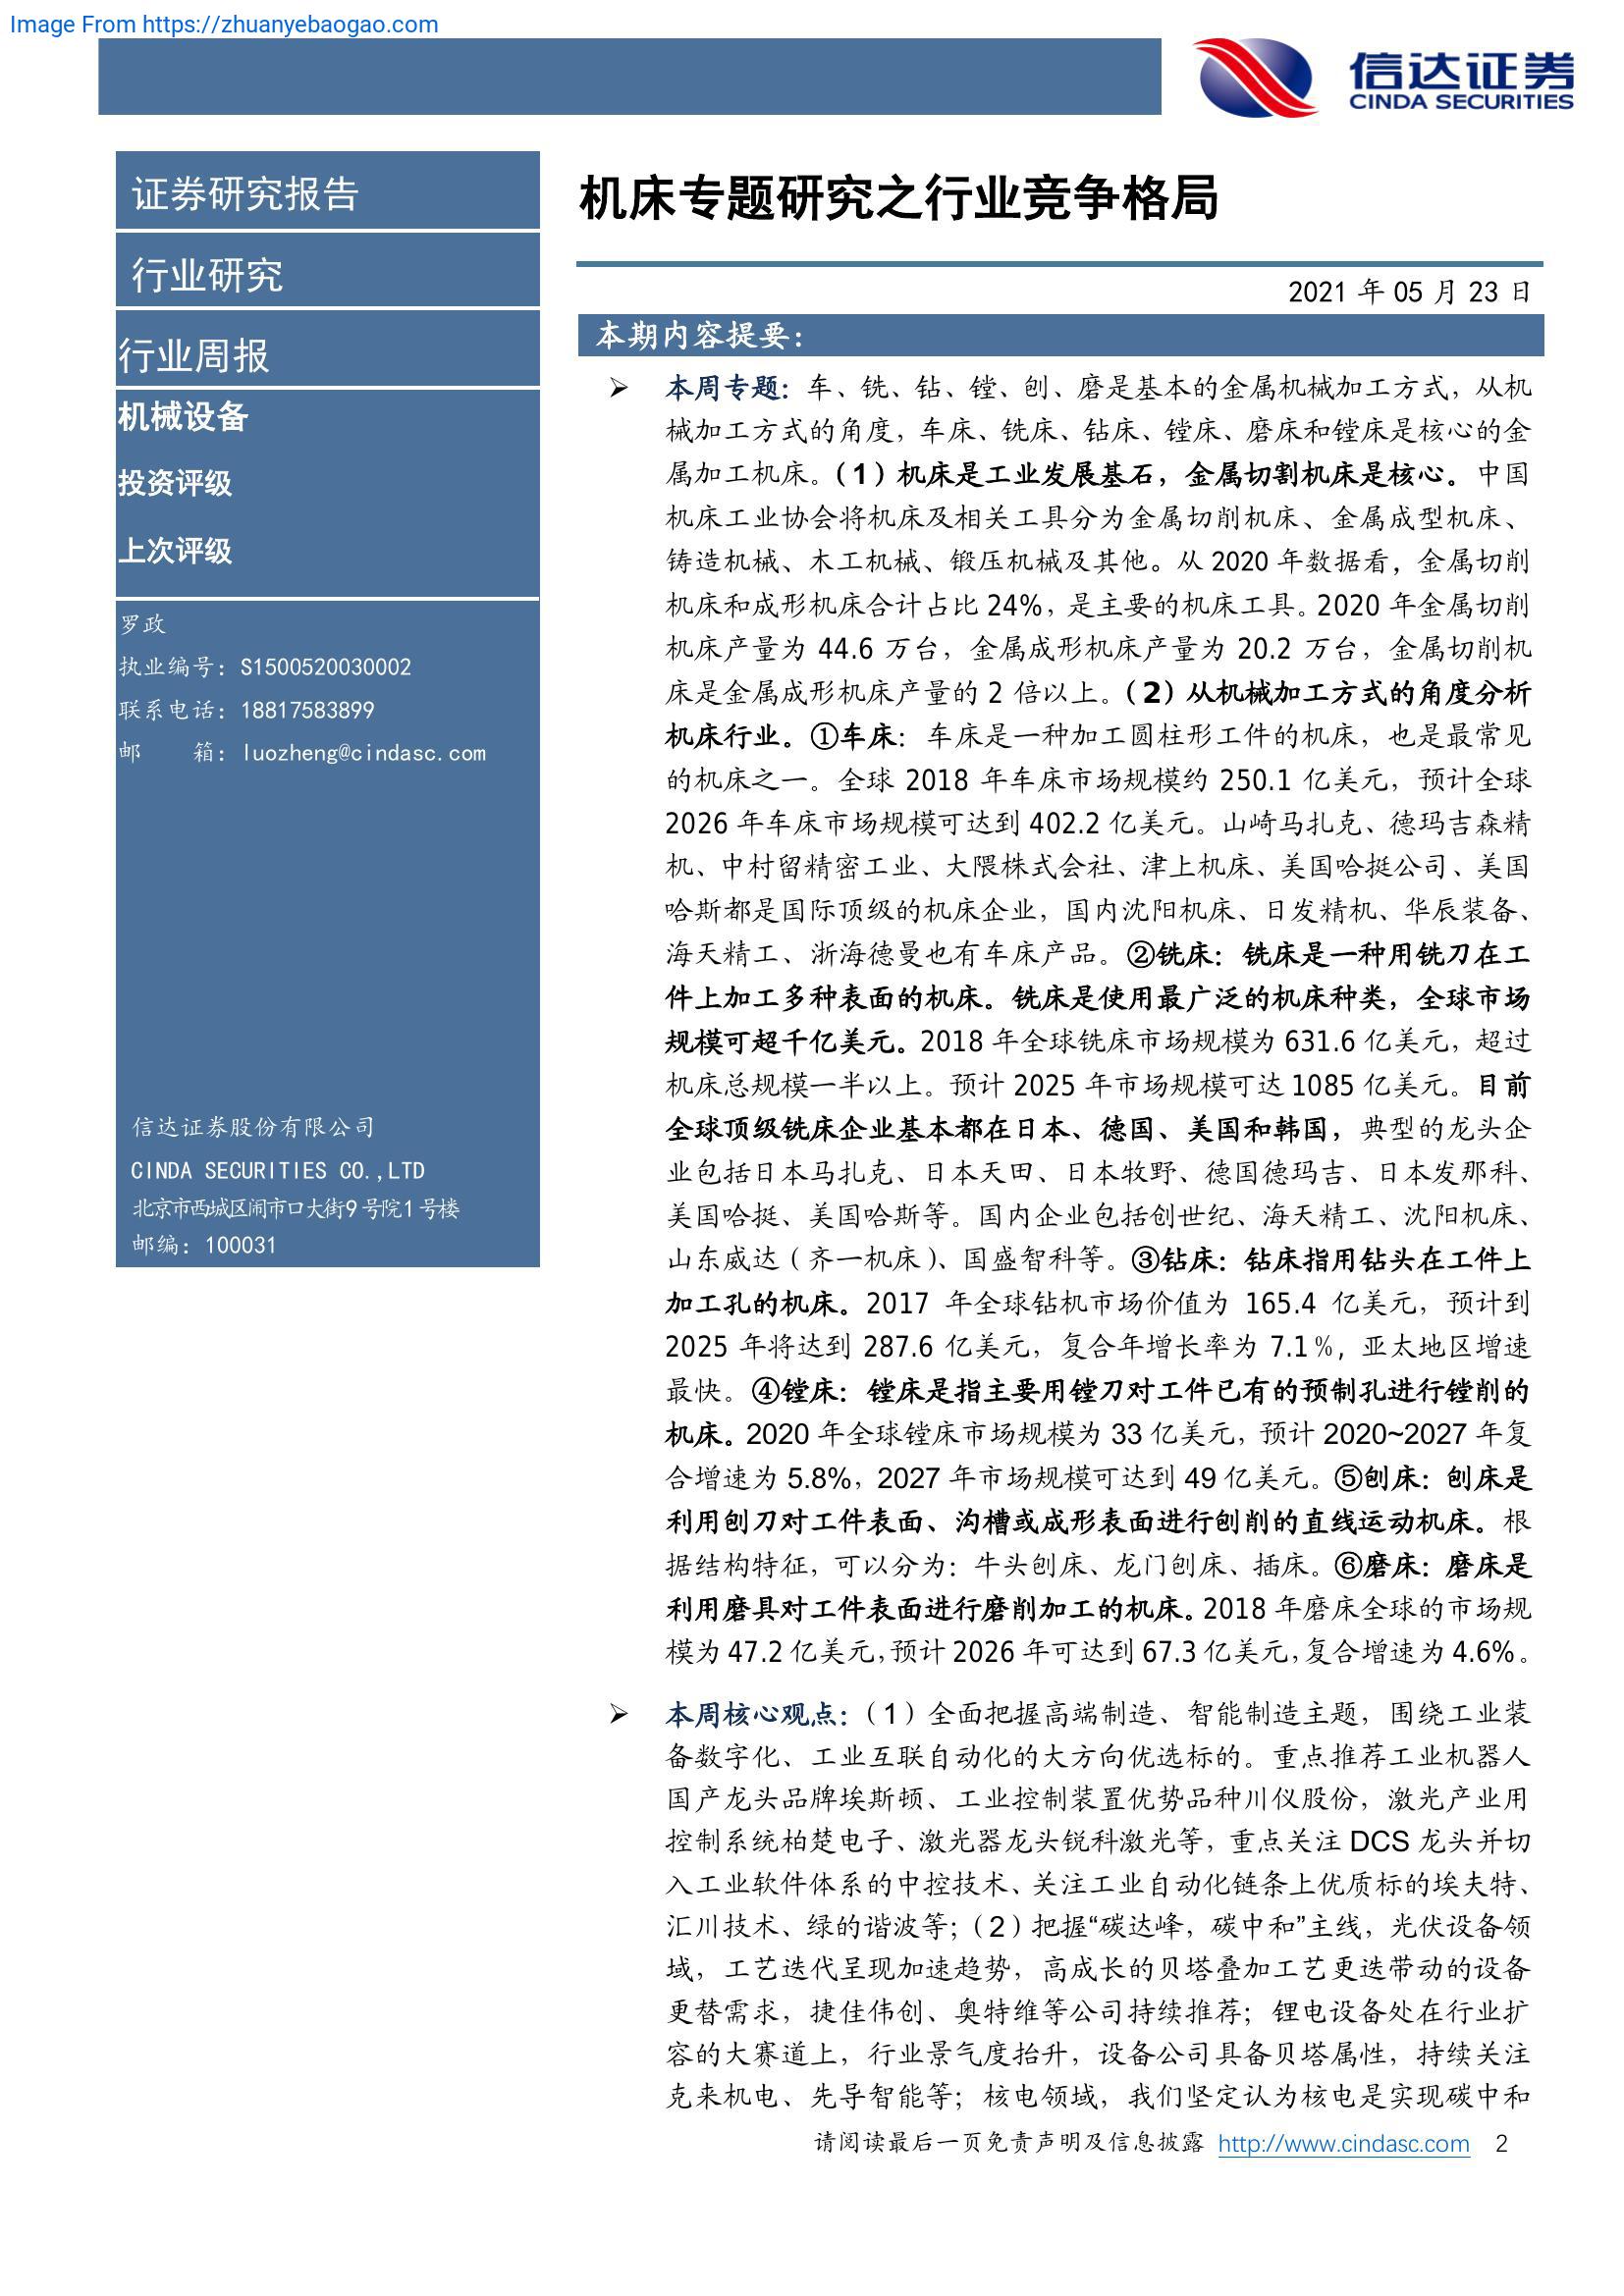 Image From https://zhuanyebaogao.com
信达证券
CINDA SECURITIES
证券研究报告
行业研究
行业周报
机械设备
投资评级
上次评级
罗政
执业编号：S1500520030002
联系电话：18817583899
邮 箱：luozheng@cindasc.com
信达证券股份有限公司
CINDA SECURITIES CO.,LTD
北京市西城区闹市口大街9号院1号楼
邮编：100031
机床专题研究之行业竞争格局
2021 年 05 月 23 日
本期内容提要：
➢ 本周专题：车、铣、钻、镗、刨、磨是基本的金属机械加工方式，从机
械加工方式的角度，车床、铣床、钻床、镗床、磨床和镗床是核心的金
属加工机床。（1）机床是工业发展基石，金属切割机床是核心。中国
机床工业协会将机床及相关工具分为金属切削机床、金属成型机床、
铸造机械、木工机械、锻压机械及其他。从 2020 年数据看，金属切削
机床和成形机床合计占比 24%，是主要的机床工具。2020 年金属切削
机床产量为 44.6 万台，金属成形机床产量为 20.2 万台，金属切削机
床是金属成形机床产量的 2 倍以上。（2）从机械加工方式的角度分析
机床行业。①车床：车床是一种加工圆柱形工件的机床，也是最常见
的机床之一。全球 2018 年车床市场规模约 250.1 亿美元，预计全球
2026 年车床市场规模可达到 402.2 亿美元。山崎马扎克、德玛吉森精
机、中村留精密工业、大隈株式会社、津上机床、美国哈挺公司、美国
哈斯都是国际顶级的机床企业，国内沈阳机床、日发精机、华辰装备、
海天精工、浙海德曼也有车床产品。②铣床：铣床是一种用铣刀在工
件上加工多种表面的机床。铣床是使用最广泛的机床种类，全球市场
规模可超千亿美元。2018 年全球铣床市场规模为 631.6 亿美元，超过
机床总规模一半以上。预计 2025 年市场规模可达 1085 亿美元。目前
全球顶级铣床企业基本都在日本、德国、美国和韩国，典型的龙头企
业包括日本马扎克、日本天田、日本牧野、德国德玛吉、日本发那科、
美国哈挺、美国哈斯等。国内企业包括创世纪、海天精工、沈阳机床、
山东威达（齐一机床）、国盛智科等。③钻床：钻床指用钻头在工件上
加工孔的机床。2017 年全球钻机市场价值为 165.4 亿美元，预计到
2025 年将达到 287.6 亿美元，复合年增长率为 7.1％，亚太地区增速
最快。④镗床：镗床是指主要用镗刀对工件已有的预制孔进行镗削的
机床。2020 年全球镗床市场规模为 33 亿美元，预计 2020~2027 年复
合增速为 5.8%，2027 年市场规模可达到 49 亿美元。⑤刨床：刨床是
利用刨刀对工件表面、沟槽或成形表面进行刨削的直线运动机床。根
据结构特征，可以分为：牛头刨床、龙门刨床、插床。⑥磨床：磨床是
利用磨具对工件表面进行磨削加工的机床。2018 年磨床全球的市场规
模为 47.2 亿美元，预计 2026 年可达到 67.3 亿美元，复合增速为 4.6%。
➢ 本周核心观点：（1）全面把握高端制造、智能制造主题，围绕工业装
备数字化、工业互联自动化的大方向优选标的。重点推荐工业机器人
国产龙头品牌埃斯顿、工业控制装置优势品种川仪股份，激光产业用
控制系统柏楚电子、激光器龙头锐科激光等，重点关注 DCS 龙头并切
入工业软件体系的中控技术、关注工业自动化链条上优质标的埃夫特、
汇川技术、绿的谐波等；（2）把握“碳达峰，碳中和”主线，光伏设备领
域，工艺迭代呈现加速趋势，高成长的贝塔叠加工艺更迭带动的设备
更替需求，捷佳伟创、奥特维等公司持续推荐；锂电设备处在行业扩
容的大赛道上，行业景气度抬升，设备公司具备贝塔属性，持续关注
克来机电、先导智能等；核电领域，我们坚定认为核电是实现碳中和
请阅读最后一页免责声明及信息披露 http://www.cindasc.com 2